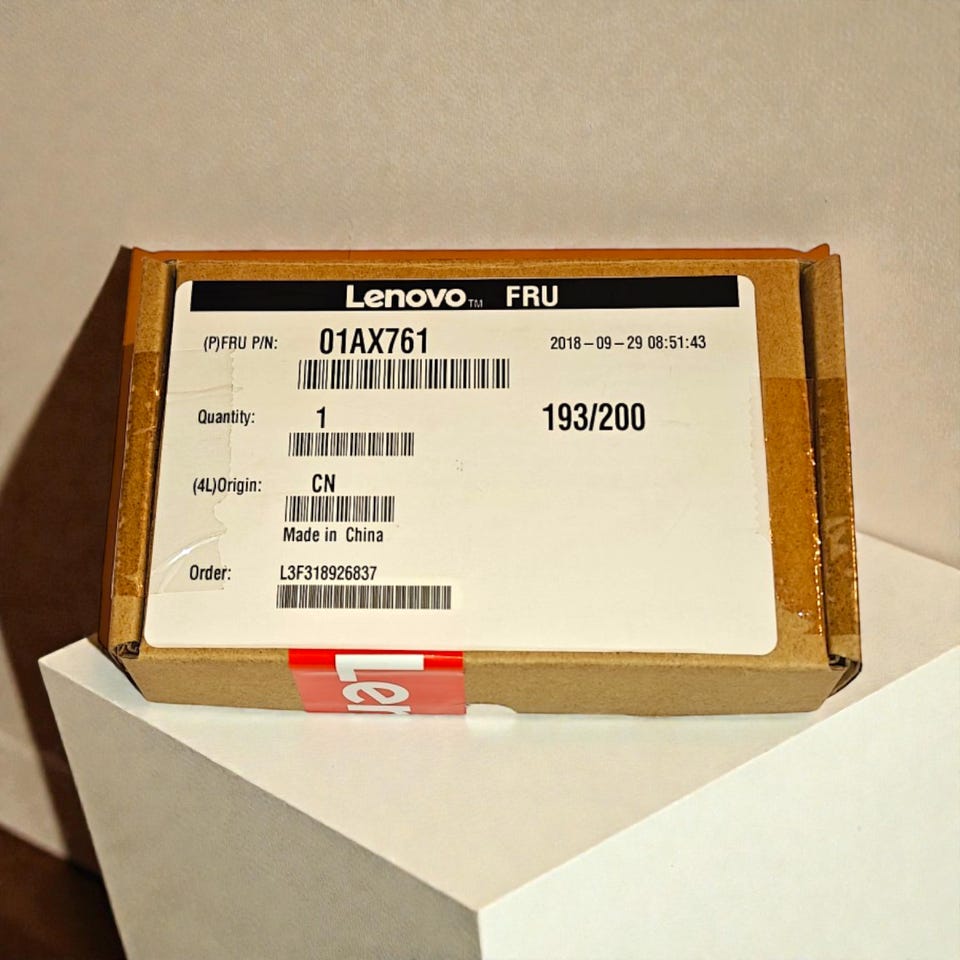 Lenovo™ FRU
(P)FRU P/N: 01AX761 2018-09-29 08:51:43
Quantity: 1 193/200
(4L)Origin: CN
Made in China
Order: L3F318926837
Len